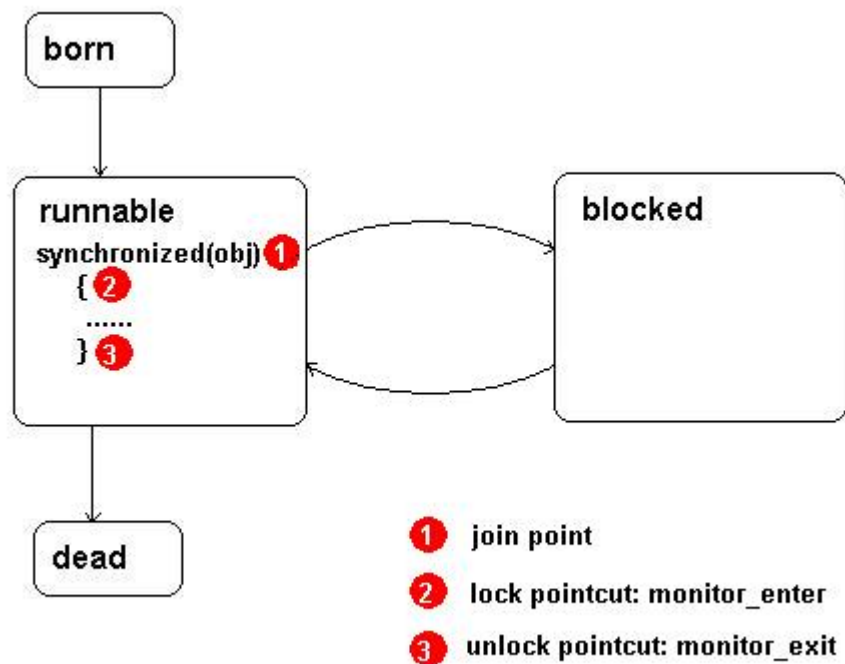 born
runnable
synchronized(obj) 1
{ 2
......
} 3
blocked
dead
1 join point
2 lock pointcut: monitor_enter
3 unlock pointcut: monitor_exit